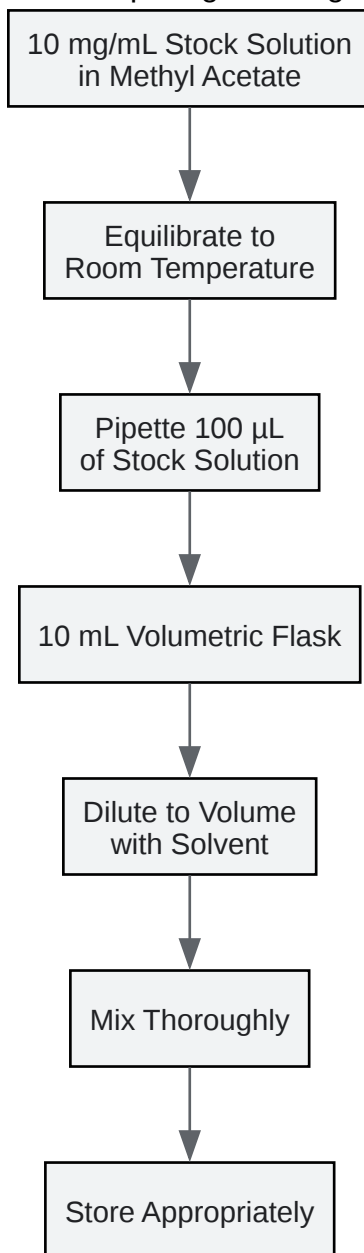 10 mg/mL Stock Solution
in Methyl Acetate
Equilibrate to
Room Temperature
Pipette 100 µL
of Stock Solution
10 mL Volumetric Flask
Dilute to Volume
with Solvent
Mix Thoroughly
Store Appropriately